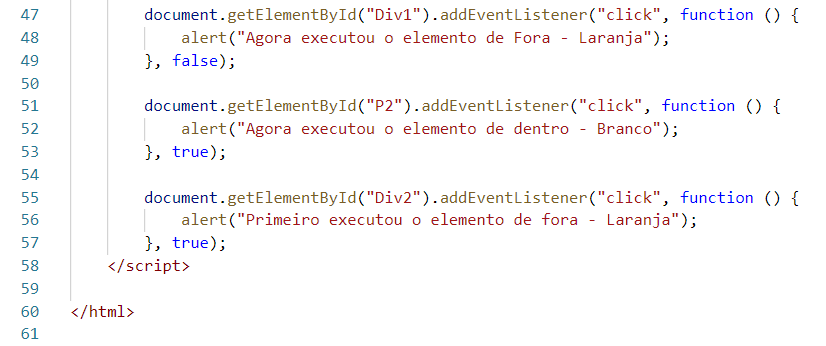 47 document.getElementById("Div1").addEventListener("click", function () {
48 alert("Agora executou o elemento de Fora - Laranja");
49 }, false);
50
51 document.getElementById("P2").addEventListener("click", function () {
52 alert("Agora executou o elemento de dentro - Branco");
53 }, true);
54
55 document.getElementById("Div2").addEventListener("click", function () {
56 alert("Primeiro executou o elemento de fora - Laranja");
57 }, true);
58 </script>
59
60 </html>
61